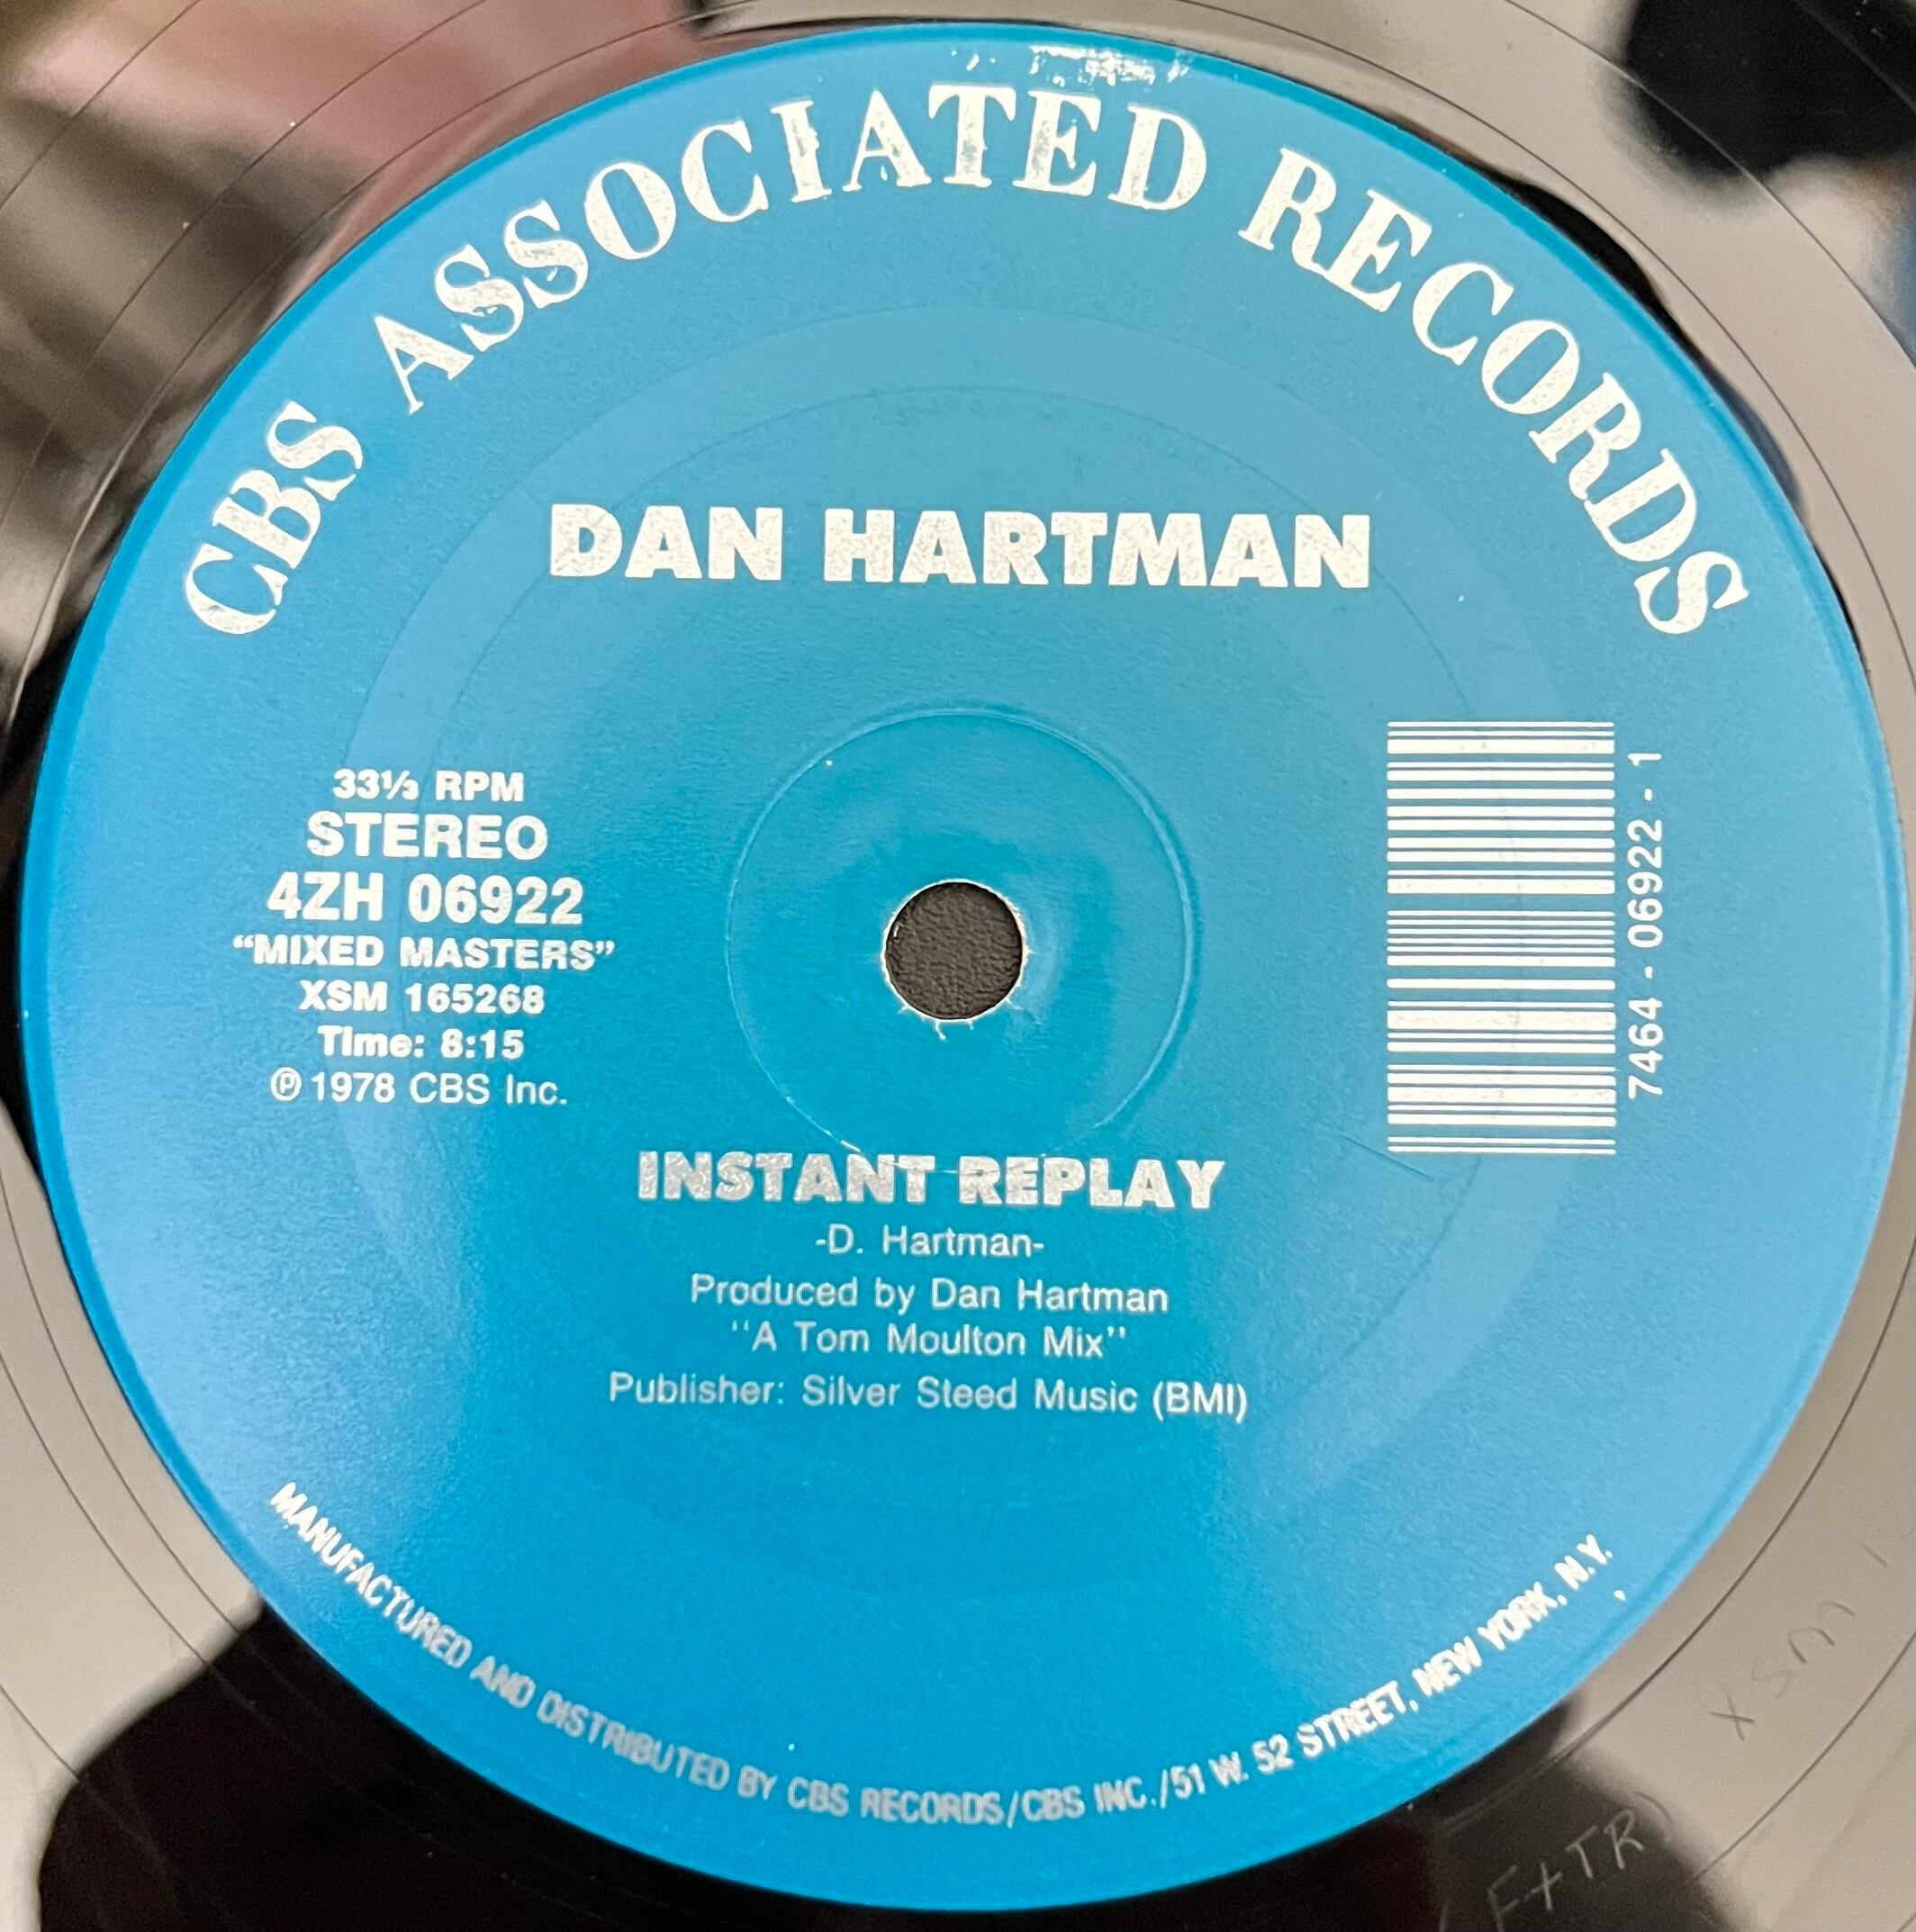 CBS ASSOCIATED RECORDS
DAN HARTMAN
33⅓ RPM
STEREO
4ZH 06922
“MIXED MASTERS”
XSM 165268
Time: 8:15
Ⓟ 1978 CBS Inc.
7464 - 06922 - 1
INSTANT REPLAY
-D. Hartman-
Produced by Dan Hartman
"A Tom Moulton Mix"
Publisher: Silver Steed Music (BMI)
MANUFACTURED AND DISTRIBUTED BY CBS RECORDS/CBS INC./51 W. 52 STREET, NEW YORK, N.Y.
XSM
F+TR